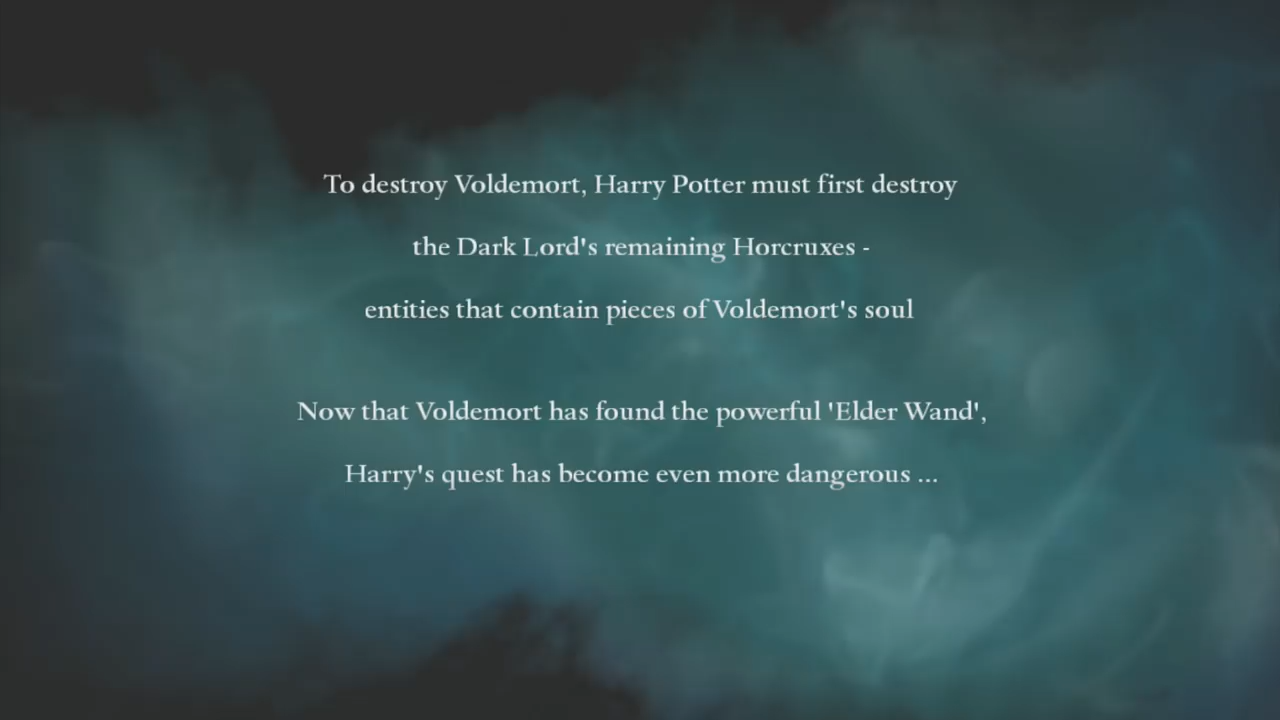 To destroy Voldemort, Harry Potter must first destroy
the Dark Lord's remaining Horcruxes -
entities that contain pieces of Voldemort's soul
Now that Voldemort has found the powerful 'Elder Wand',
Harry's quest has become even more dangerous ...